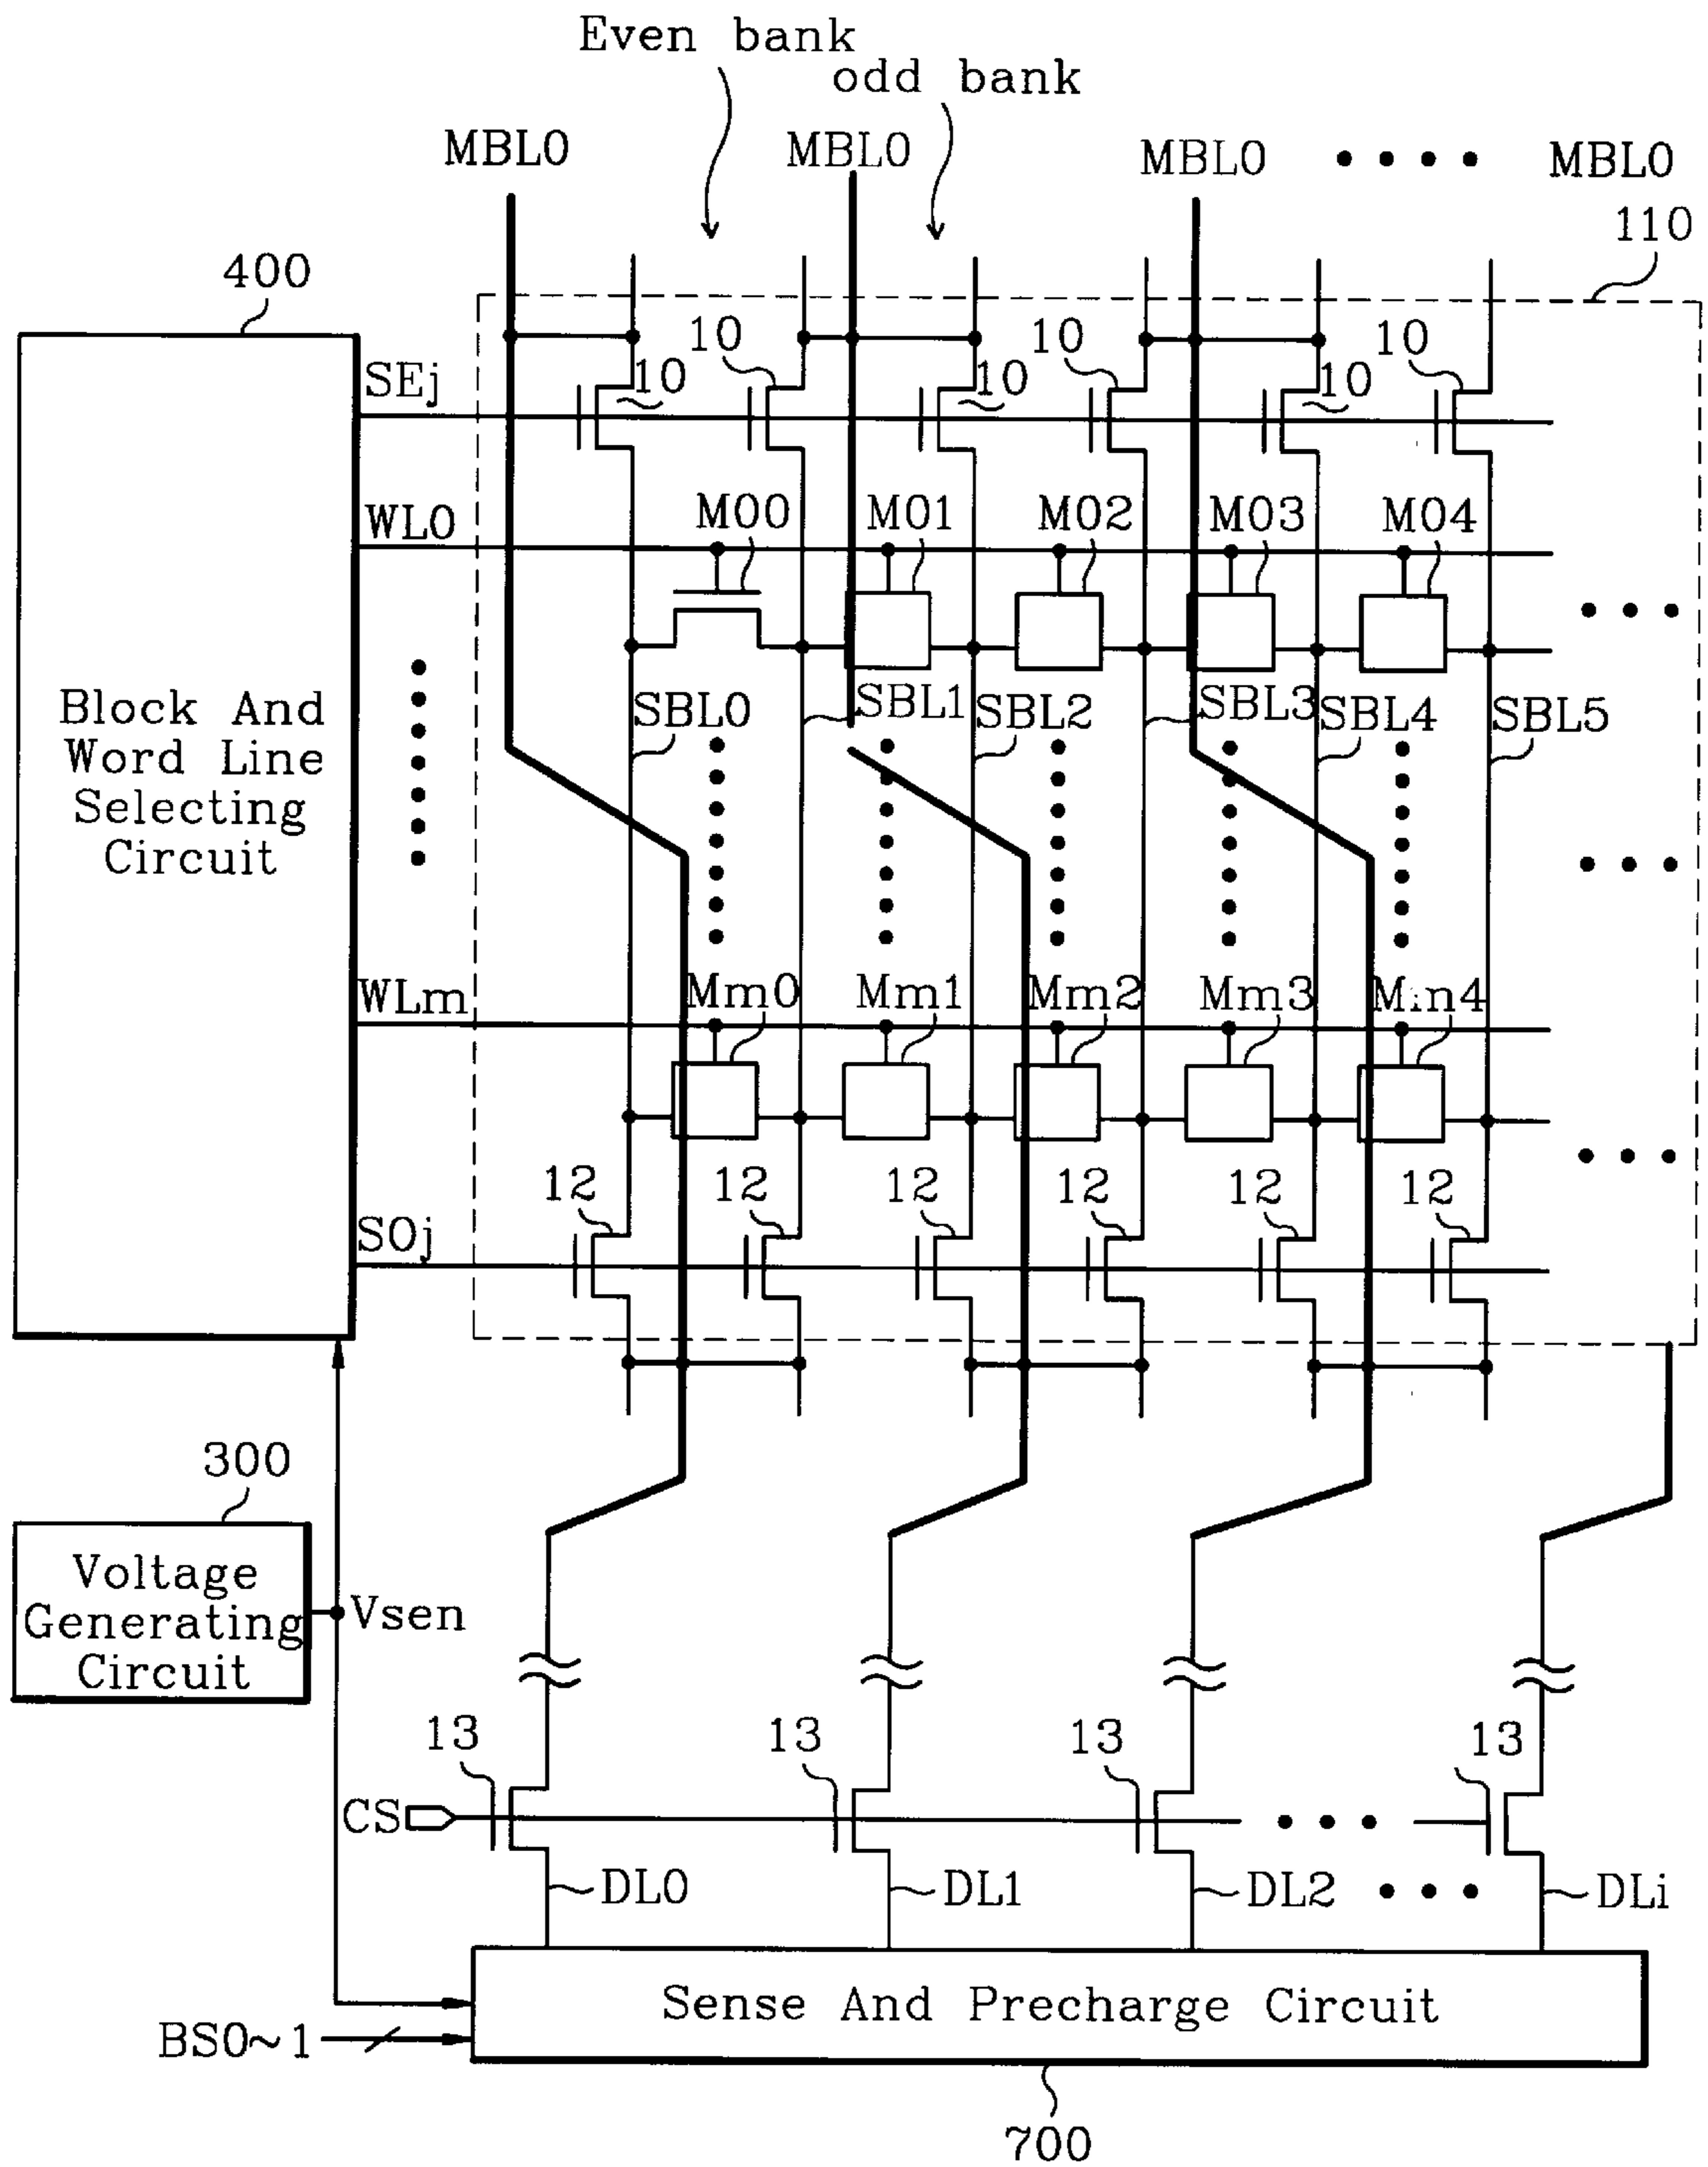 Even bank
odd bank
MBL0 MBL0 MBL0 MBL0
110
400
10 10 10
SEj 10 10 10
WL0 M00 M01 M02 M03 M04
Block And
Word Line
Selecting
Circuit
SBL0 SBL1 SBL2 SBL3 SBL4 SBL5
WLm Mm0 Mm1 Mm2 Mm3 Mm4
12 12 12 12 12 12
SOj
300
Voltage
Generating
Circuit
Vsen
13 13 13 13
CS
DL0 DL1 DL2 DLi
Sense And Precharge Circuit
BS0~1
700